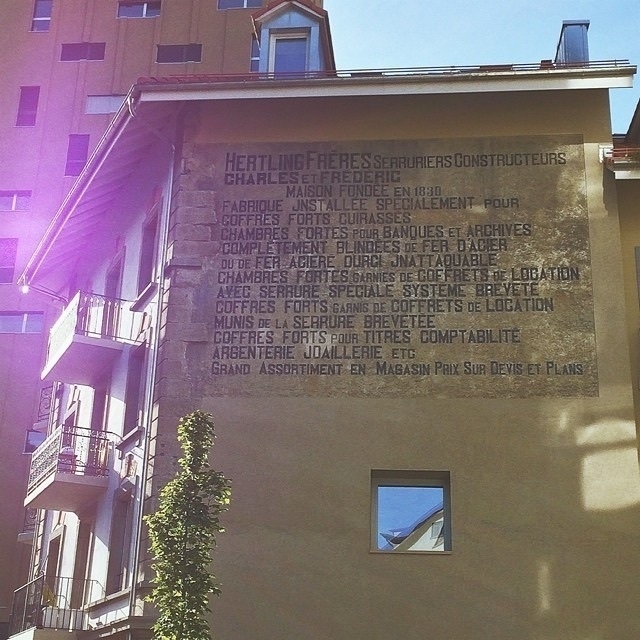 HERTLING FRÈRES SERRURIERS CONSTRUCTEURS
CHARLES ET FRÉDÉRIC
MAISON FONDÉE EN 1830
FABRIQUE JNSTALLÉE SPÉCIALEMENT POUR
COFFRES FORTS CUIRASSÉS
CHAMBRES FORTES POUR BANQUES ET ARCHIVES
COMPLÈTEMENT BLINDÉES DE FER D'ACIER
OU DE FER ACIÉRÉ DURCI JNATTAQUABLE
CHAMBRES FORTES GARNIES DE COFFRETS DE LOCATION
AVEC SERRURE SPÉCIALE SYSTÈME BREVETÉ
COFFRES FORTS GARNIS DE COFFRETS DE LOCATION
MUNIS DE LA SERRURE BREVETÉE
COFFRES FORTS POUR TITRES COMPTABILITÉ
ARGENTERIE JOAILLERIE ETC
GRAND ASSORTIMENT EN MAGASIN PRIX SUR DEVIS ET PLANS